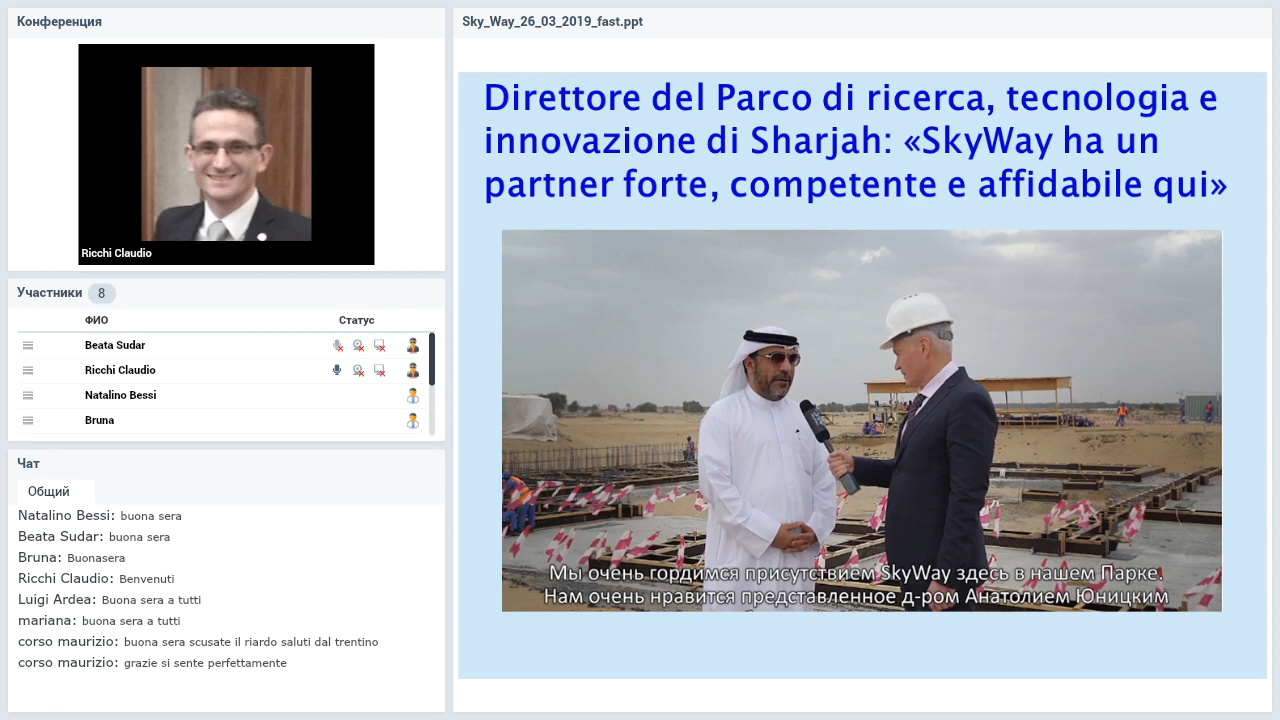 Конференция
Ricchi Claudio
Участники 8
ФИО Статус
Beata Sudar
Ricchi Claudio
Natalino Bessi
Bruna
Чат
Общий
Natalino Bessi: buona sera
Beata Sudar: buona sera
Bruna: Buonasera
Ricchi Claudio: Benvenuti
Luigi Ardea: Buona sera a tutti
mariana: buona sera a tutti
corso maurizio: buona sera scusate il riardo saluti dal trentino
corso maurizio: grazie si sente perfettamente
Sky_Way_26_03_2019_fast.ppt
Direttore del Parco di ricerca, tecnologia e
innovazione di Sharjah: «SkyWay ha un
partner forte, competente e affidabile qui»
Мы очень гордимся присутствием SkyWay здесь в нашем Парке.
Нам очень нравится представленное д-ром Анатолием Юницким